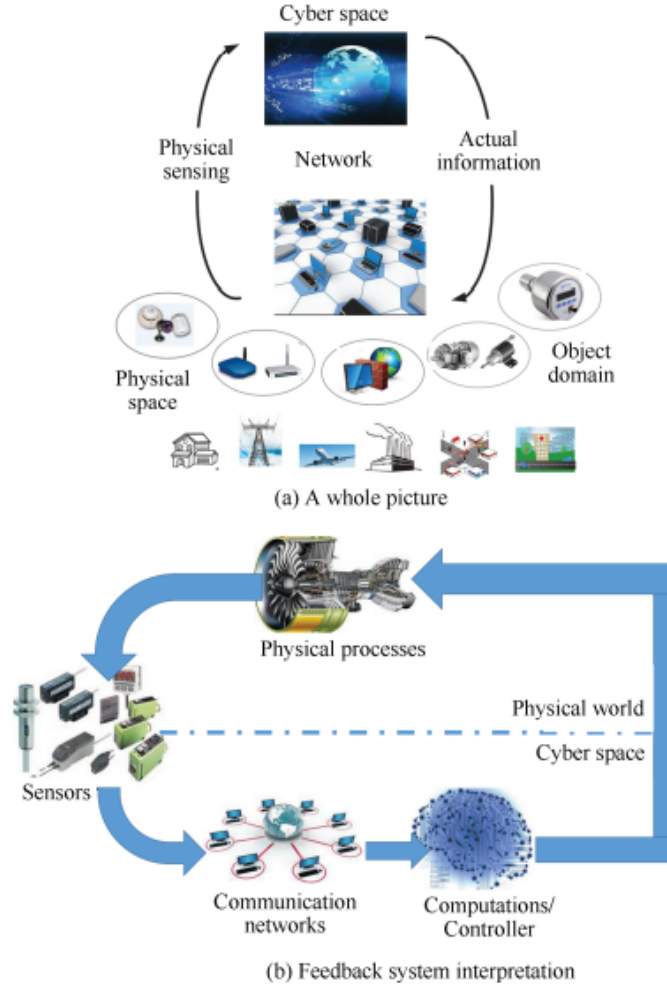 Cyber space
Physical
sensing
Network
Actual
information
Physical
space
Object
domain
(a) A whole picture
Physical processes
Physical world
Cyber space
Sensors
Communication
networks
Computations/
Controller
(b) Feedback system interpretation